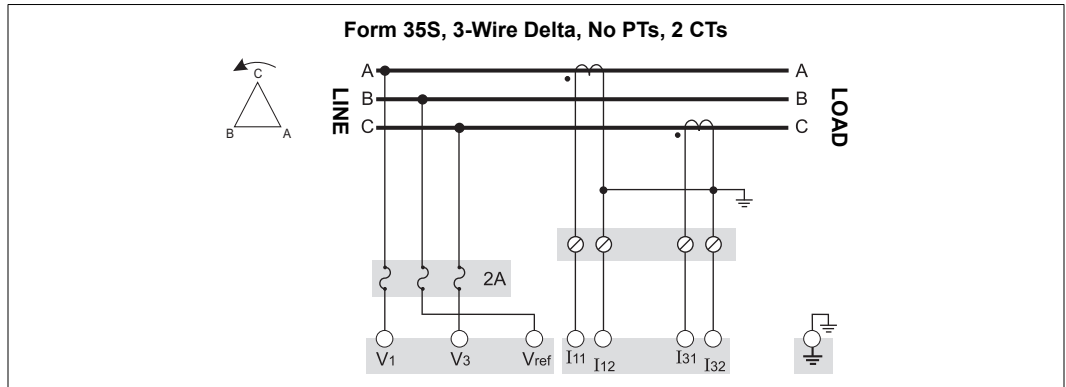 Form 35S, 3-Wire Delta, No PTs, 2 CTs
C
B A
LINE
A A
B B
C C
LOAD
2A
V1 V3 Vref I11 I12 I31 I32